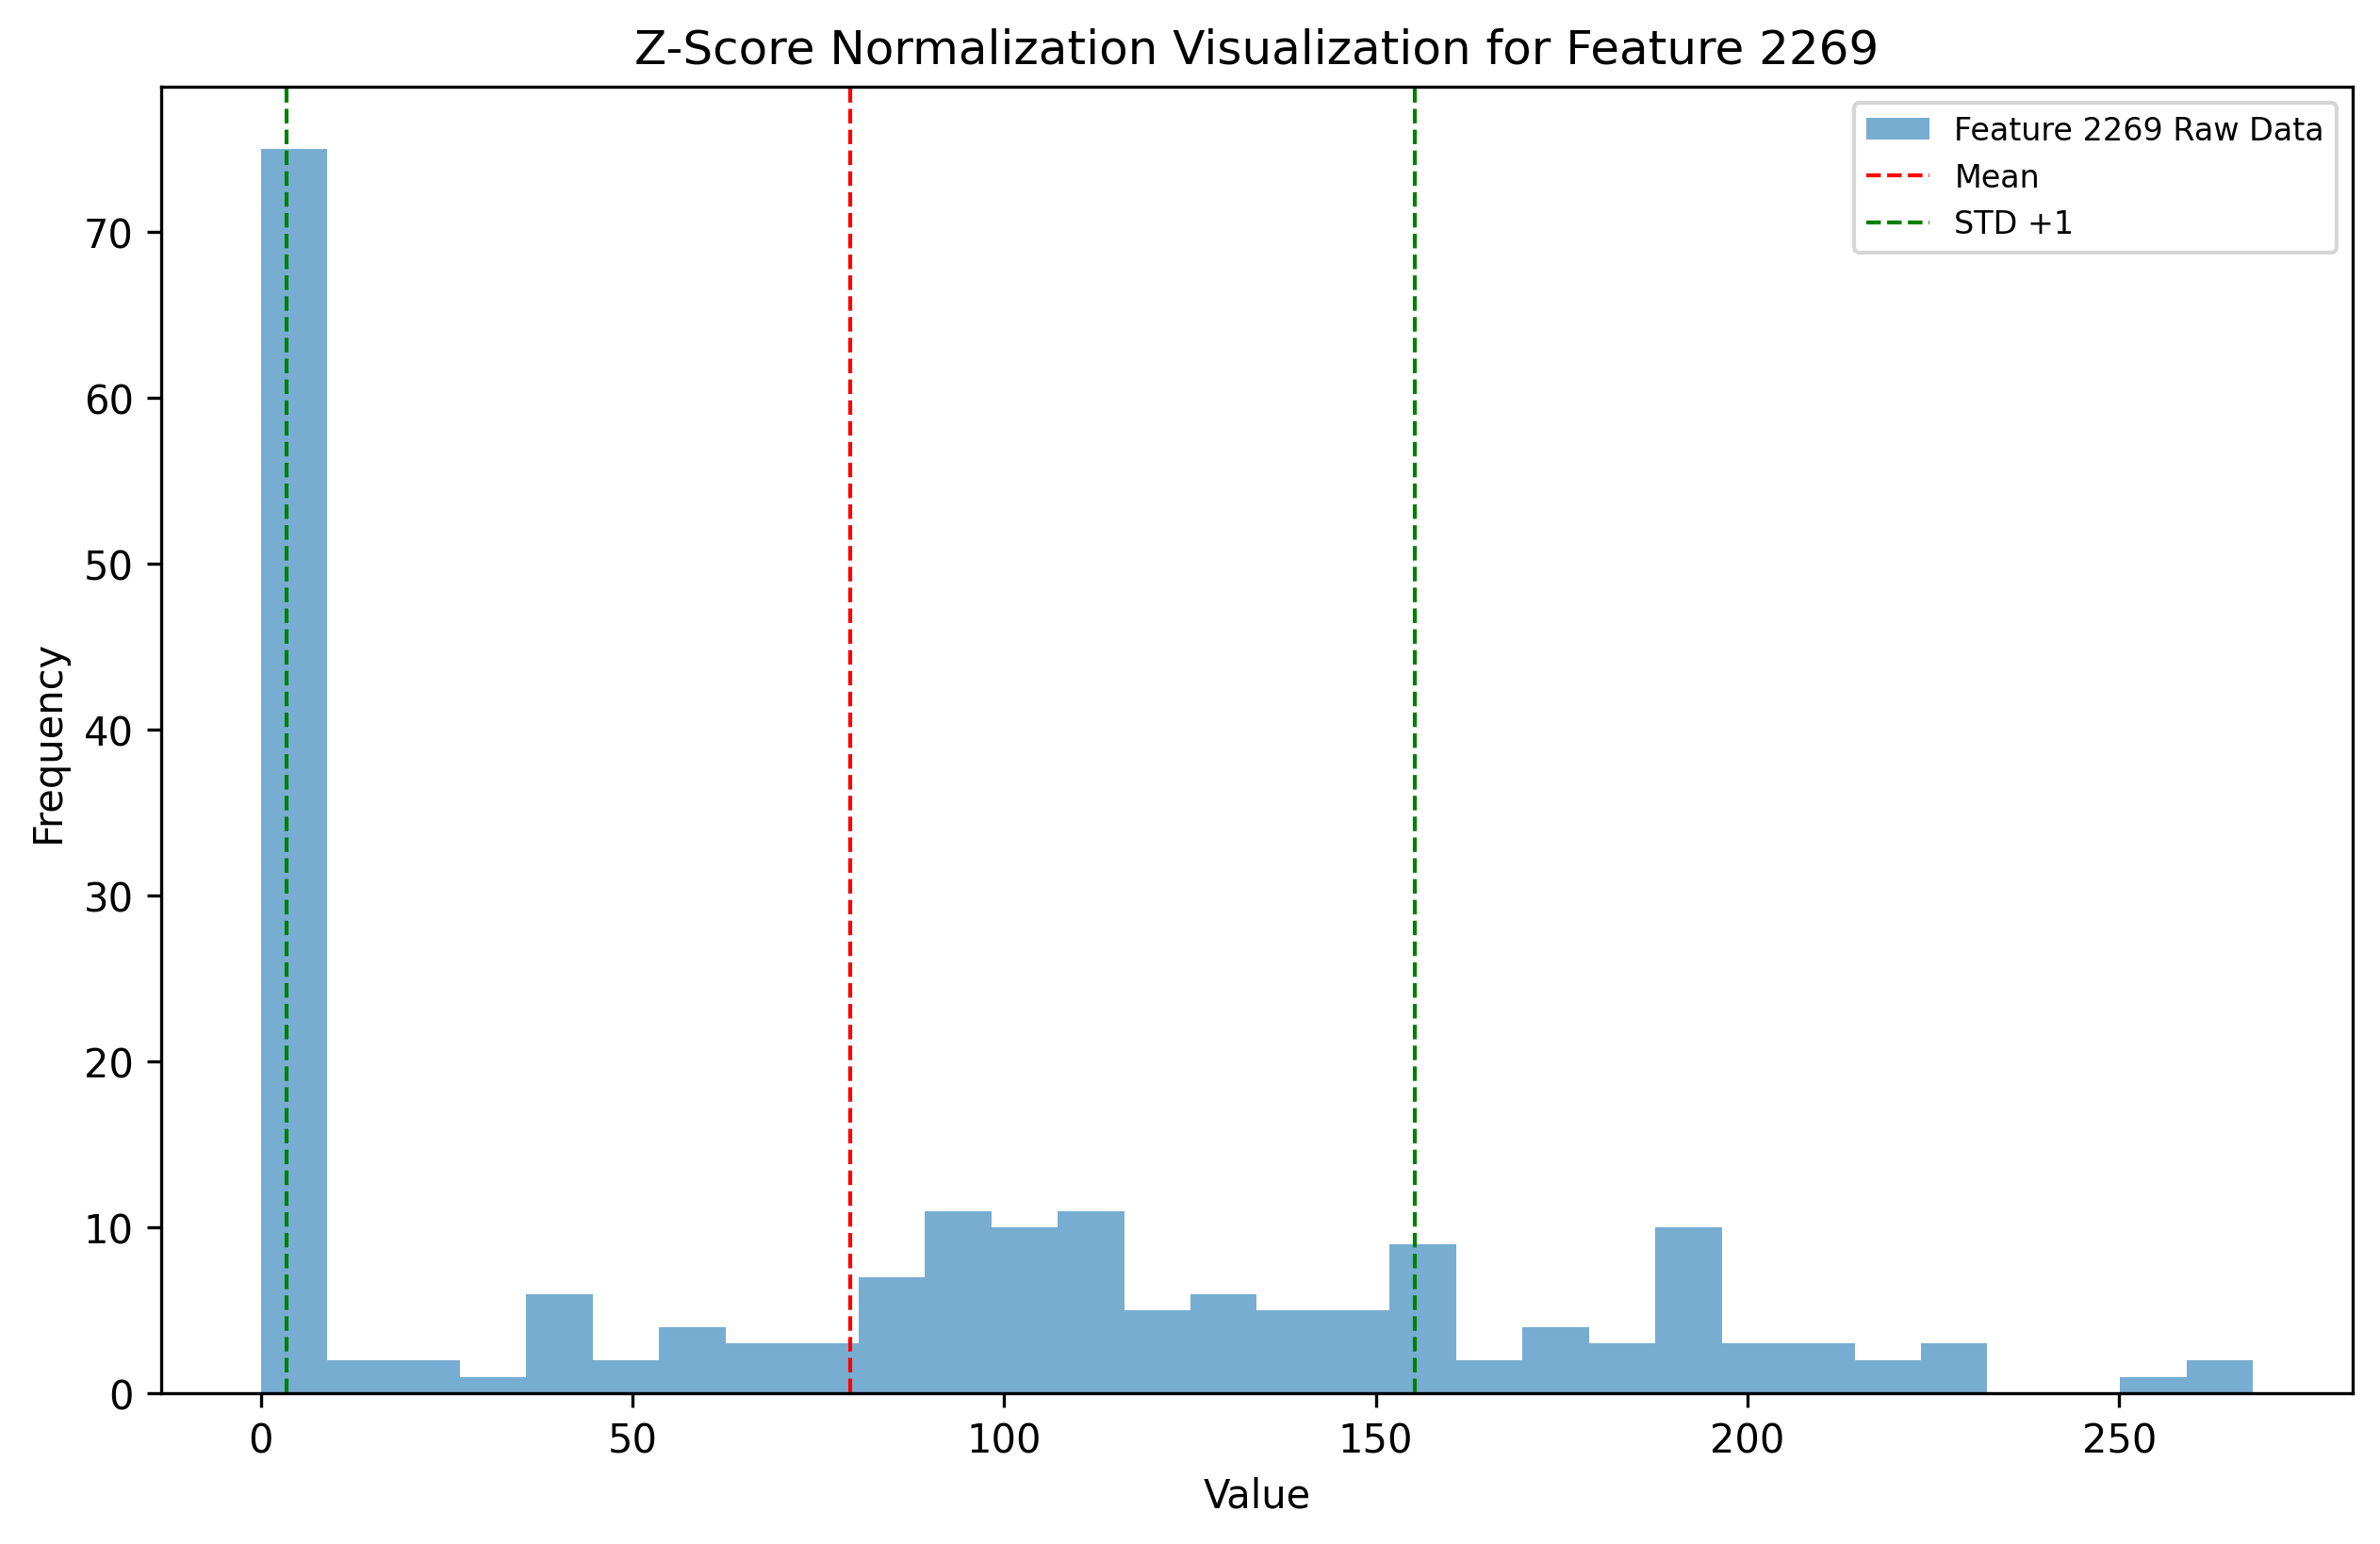 Z-Score Normalization Visualization for Feature 2269
Feature 2269 Raw Data
Mean
STD +1
70
60
50
40
30
20
10
0
Frequency
0 50 100 150 200 250
Value